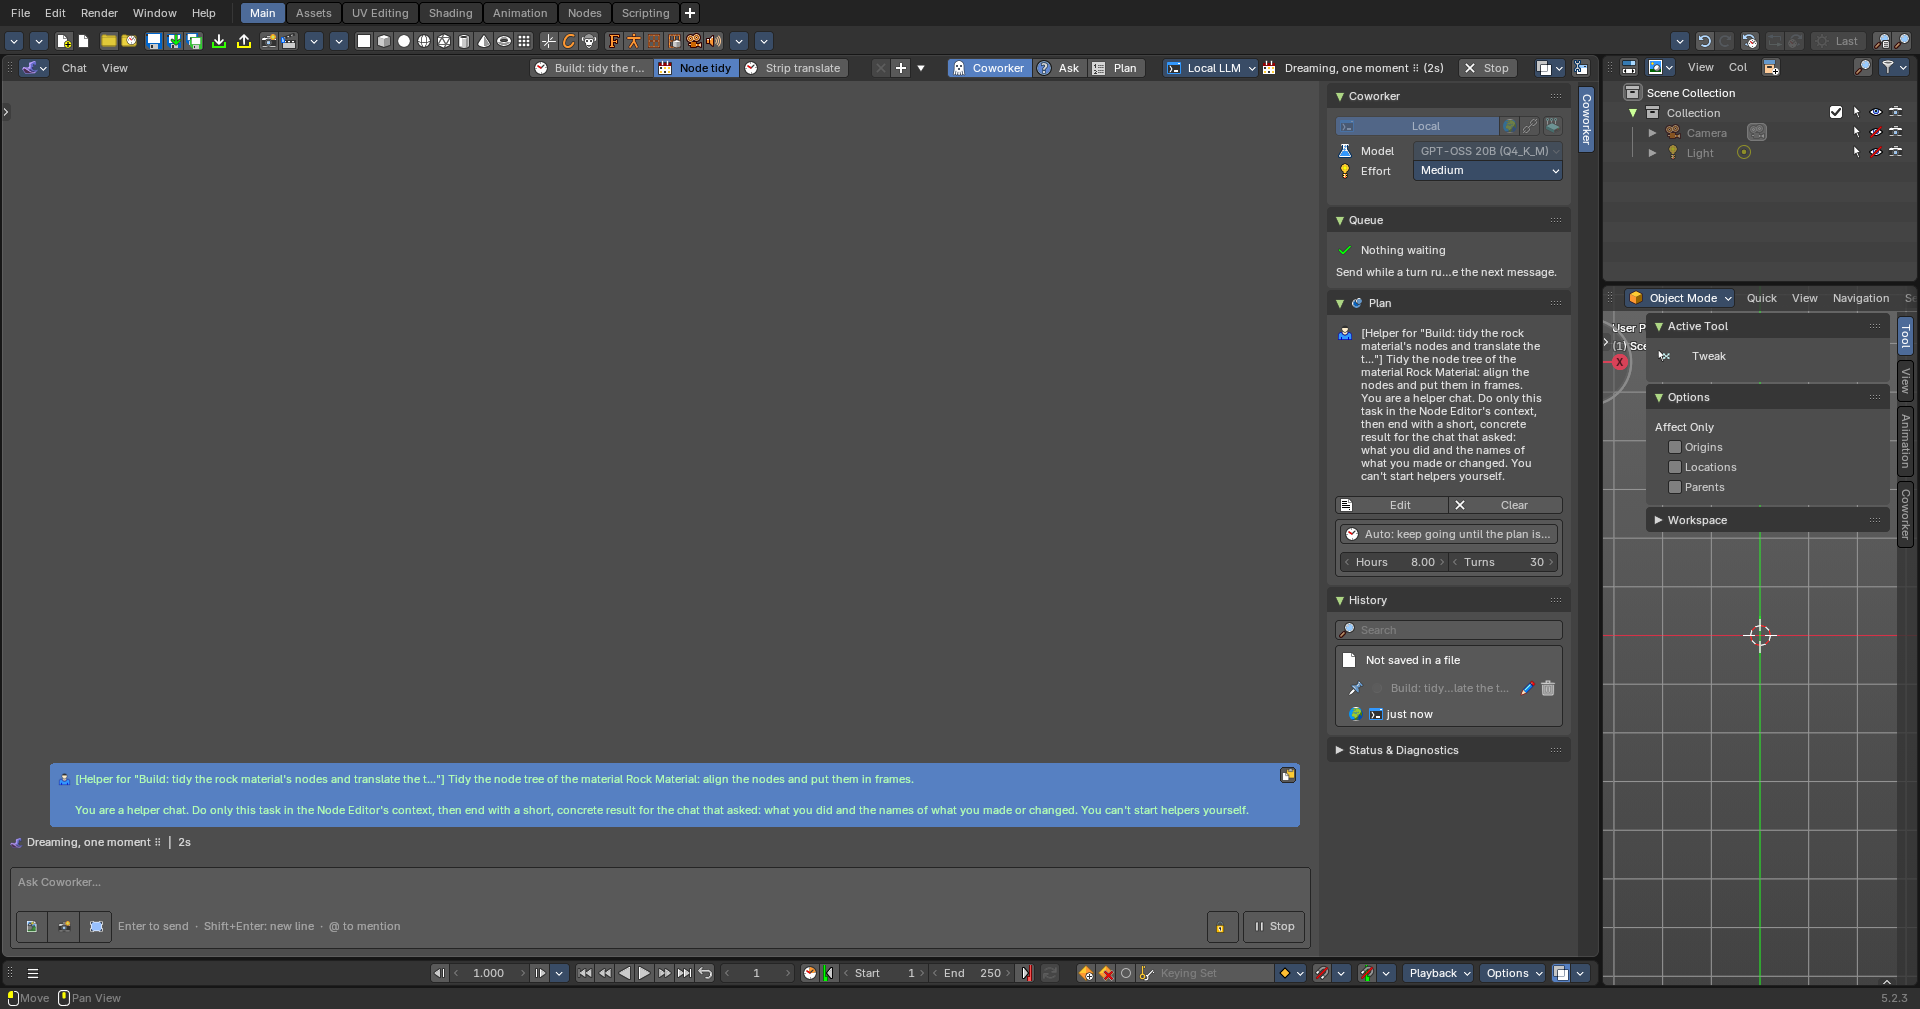 File Edit Render Window Help Main Assets UV Editing Shading Animation Nodes Scripting
Last
Chat View Build: tidy the r... Node tidy Strip translate Coworker Ask Plan Local LLM Dreaming, one moment (2s) Stop
View Col
Scene Collection
Collection
Camera
Light
Coworker
Local
Model GPT-OSS 20B (Q4_K_M)
Effort Medium
Coworker
Queue
Nothing waiting
Send while a turn ru...e the next message.
Plan
[Helper for "Build: tidy the rock
material's nodes and translate the
t..."] Tidy the node tree of the
material Rock Material: align the
nodes and put them in frames.
You are a helper chat. Do only this
task in the Node Editor's context,
then end with a short, concrete
result for the chat that asked:
what you did and the names of
what you made or changed. You
can't start helpers yourself.
Edit Clear
Auto: keep going until the plan is...
Hours 8.00 Turns 30
History
Search
Not saved in a file
Build: tidy...late the t...
just now
Status & Diagnostics
Object Mode Quick View Navigation Se
User P
(1) Sce
X
Active Tool
Tweak
Options
Affect Only
Origins
Locations
Parents
Workspace
Tool
View
Animation
Coworker
[Helper for "Build: tidy the rock material's nodes and translate the t..."] Tidy the node tree of the material Rock Material: align the nodes and put them in frames.
You are a helper chat. Do only this task in the Node Editor's context, then end with a short, concrete result for the chat that asked: what you did and the names of what you made or changed. You can't start helpers yourself.
Dreaming, one moment | 2s
Ask Coworker...
Enter to send · Shift+Enter: new line · @ to mention
Stop
1.000 1 Start 1 End 250 Keying Set Playback Options
Move Pan View
5.2.3